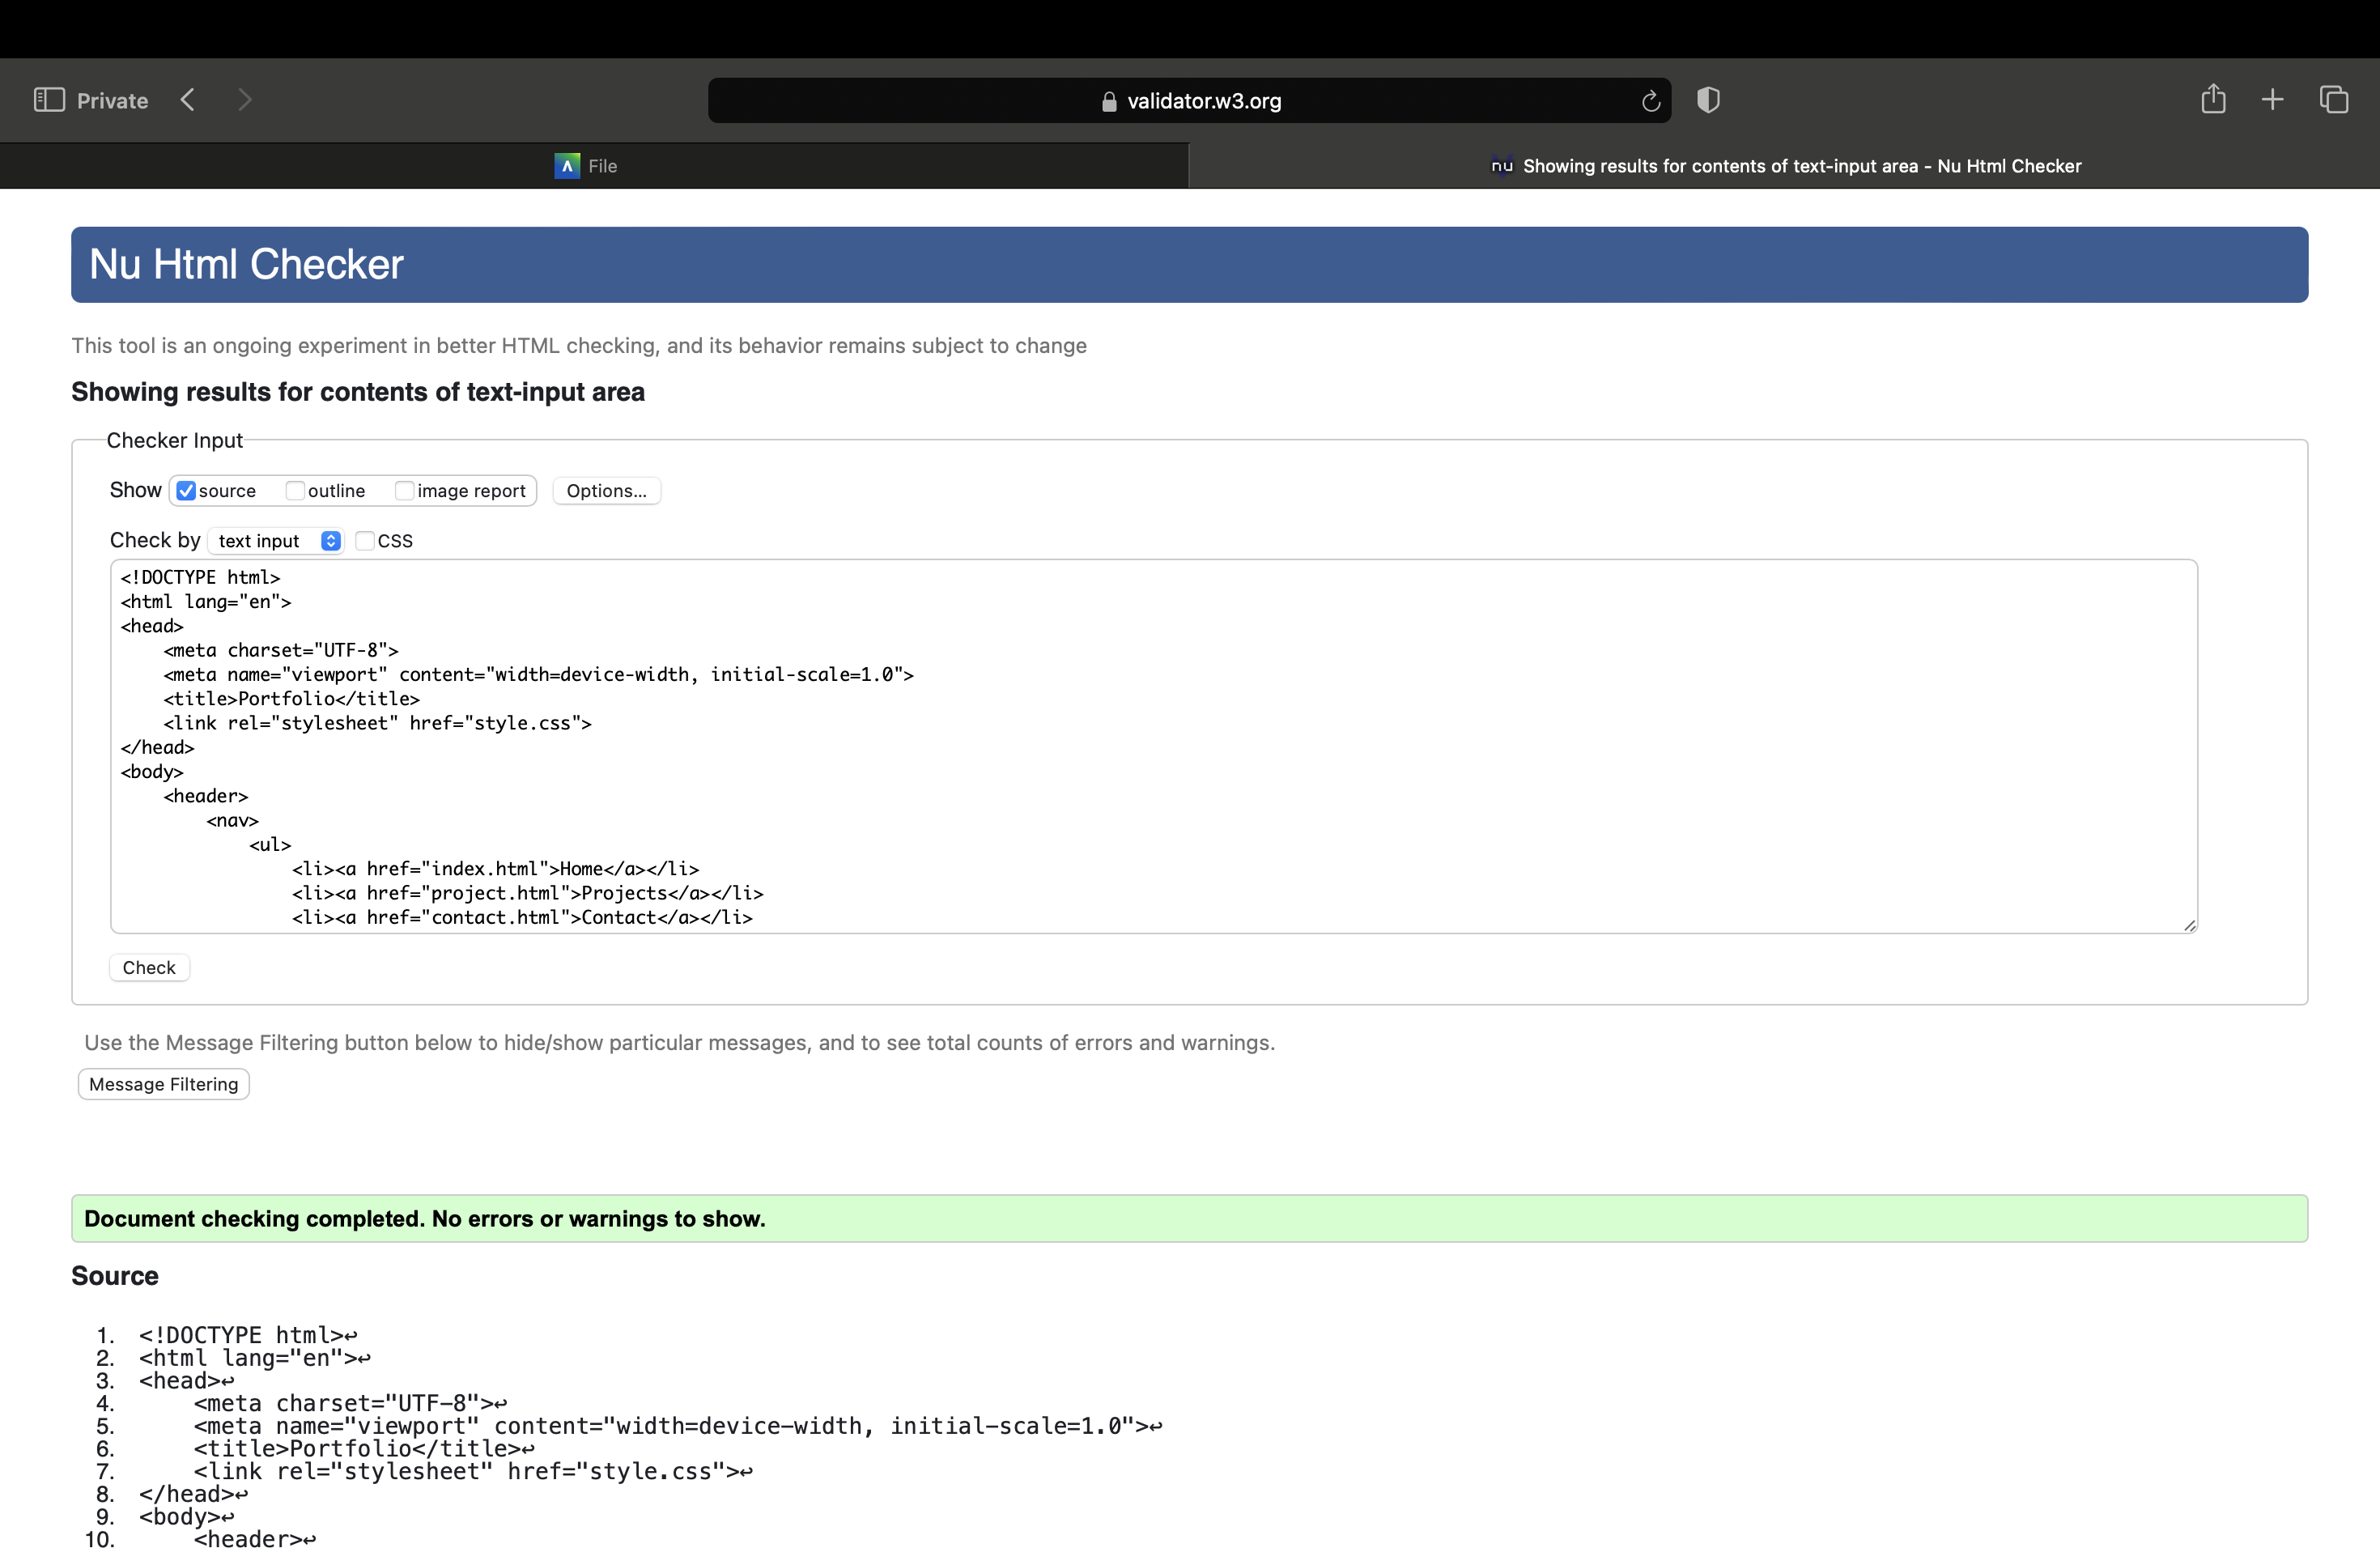 Private
validator.w3.org
File
nu Showing results for contents of text-input area - Nu Html Checker
Nu Html Checker
This tool is an ongoing experiment in better HTML checking, and its behavior remains subject to change
Showing results for contents of text-input area
Checker Input
Show source outline image report Options...
Check by text input CSS
<!DOCTYPE html>
<html lang="en">
<head>
    <meta charset="UTF-8">
    <meta name="viewport" content="width=device-width, initial-scale=1.0">
    <title>Portfolio</title>
    <link rel="stylesheet" href="style.css">
</head>
<body>
    <header>
        <nav>
            <ul>
                <li><a href="index.html">Home</a></li>
                <li><a href="project.html">Projects</a></li>
                <li><a href="contact.html">Contact</a></li>
Check
Use the Message Filtering button below to hide/show particular messages, and to see total counts of errors and warnings.
Message Filtering
Document checking completed. No errors or warnings to show.
Source
1. <!DOCTYPE html>↩
2. <html lang="en">↩
3. <head>↩
4.     <meta charset="UTF-8">↩
5.     <meta name="viewport" content="width=device-width, initial-scale=1.0">↩
6.     <title>Portfolio</title>↩
7.     <link rel="stylesheet" href="style.css">↩
8. </head>↩
9. <body>↩
10.     <header>↩